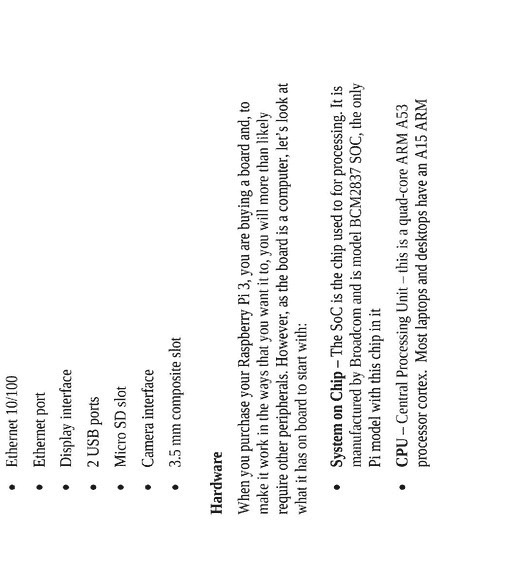 • Ethernet 10/100
• Ethernet port
• Display interface
• 2 USB ports
• Micro SD slot
• Camera interface
• 3.5 mm composite slot
Hardware
When you purchase your Raspberry Pi 3, you are buying a board and, to
make it work in the ways that you want it to, you will more than likely
require other peripherals. However, as the board is a computer, let's look at
what it has on board to start with:
• System on Chip – The SoC is the chip used to for processing. It is
manufactured by Broadcom and is model BCM2837 SOC, the only
Pi model with this chip in it
• CPU – Central Processing Unit – this is a quad-core ARM A53
processor cortex. Most laptops and desktops have an A15 ARM